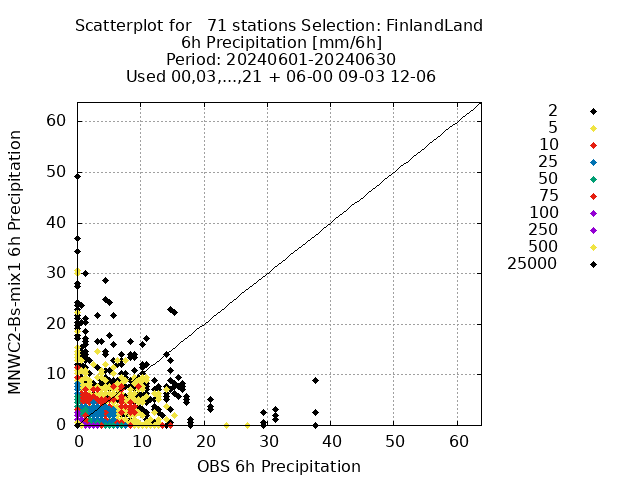 Scatterplot for   71 stations Selection: FinlandLand
6h Precipitation [mm/6h]
Period: 20240601-20240630
Used 00,03,...,21 + 06-00 09-03 12-06
2
5
10
25
50
75
100
250
500
25000
MNWC2-Bs-mix1 6h Precipitation
60
50
40
30
20
10
0
0 10 20 30 40 50 60
OBS 6h Precipitation